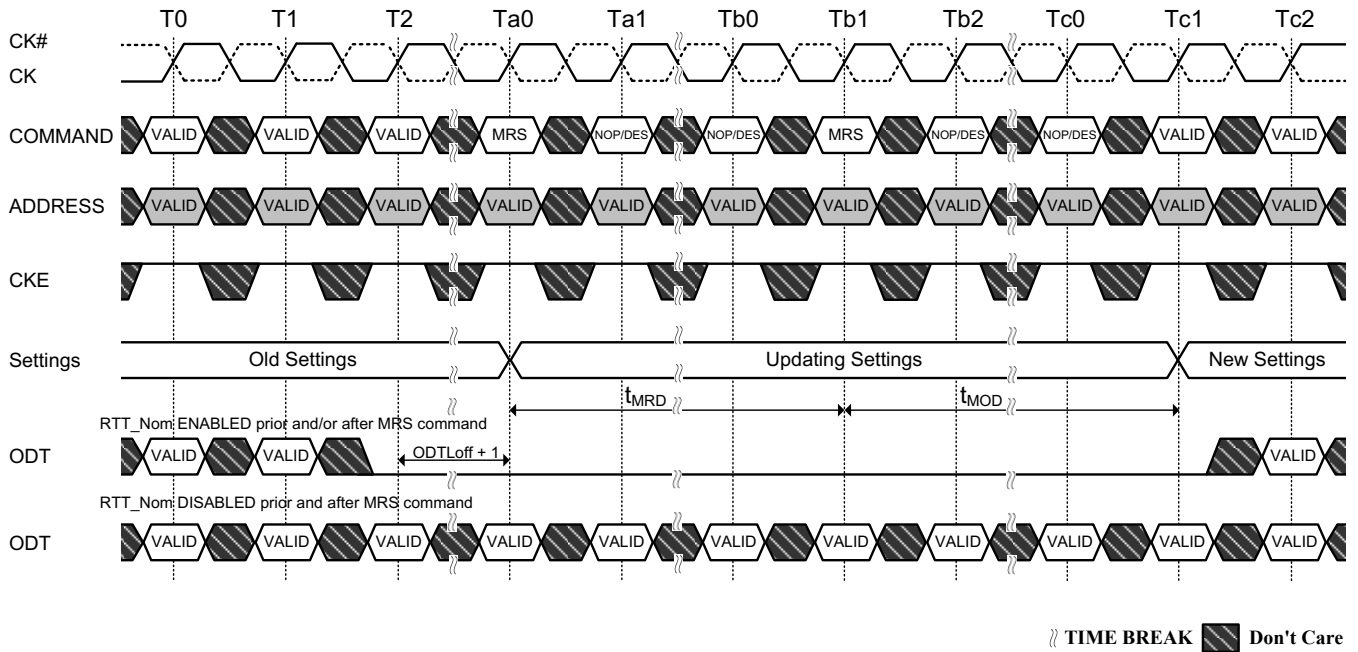 T0 T1 T2 Ta0 Ta1 Tb0 Tb1 Tb2 Tc0 Tc1 Tc2
CK#
CK
COMMAND VALID VALID VALID MRS NOP/DES NOP/DES MRS NOP/DES NOP/DES VALID VALID
ADDRESS VALID VALID VALID VALID VALID VALID VALID VALID VALID VALID VALID
CKE
Settings Old Settings Updating Settings New Settings
tMRD tMOD
RTT_Nom ENABLED prior and/or after MRS command
ODT VALID VALID ODTLoff + 1 VALID
RTT_Nom DISABLED prior and after MRS command
ODT VALID VALID VALID VALID VALID VALID VALID VALID VALID VALID VALID
TIME BREAK Don't Care